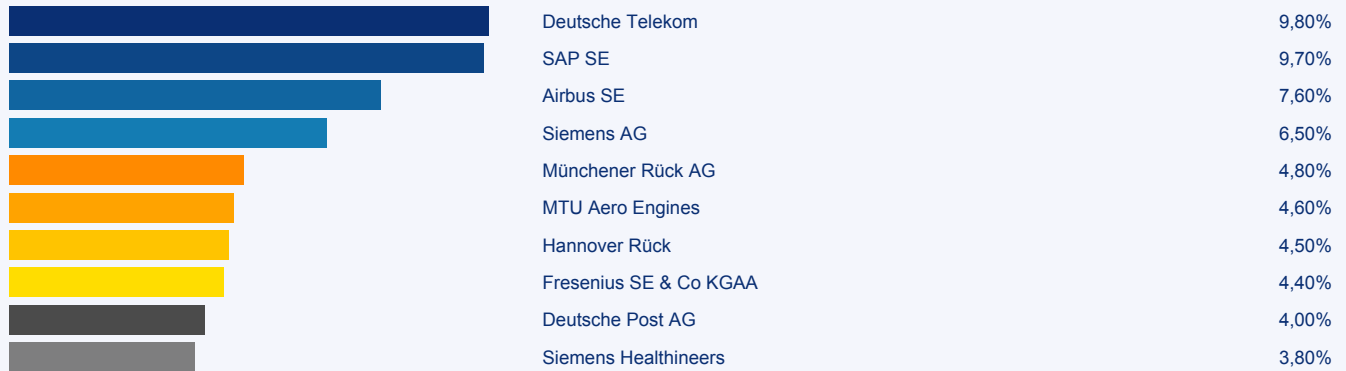 Deutsche Telekom 9,80%
SAP SE 9,70%
Airbus SE 7,60%
Siemens AG 6,50%
Münchener Rück AG 4,80%
MTU Aero Engines 4,60%
Hannover Rück 4,50%
Fresenius SE & Co KGAA 4,40%
Deutsche Post AG 4,00%
Siemens Healthineers 3,80%